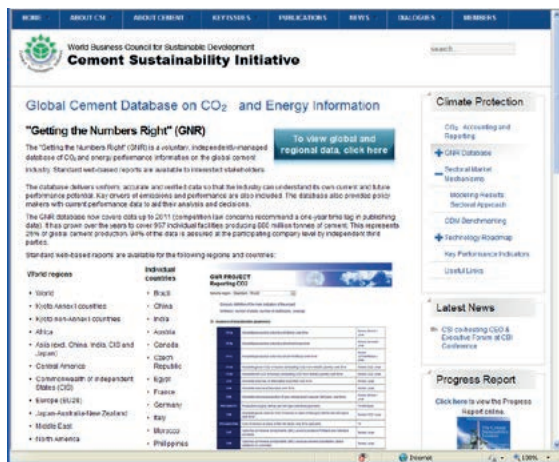 HOME ABOUT CSI ABOUT CEMENT KEY ISSUES PUBLICATIONS NEWS DIALOGUES MEMBERS
World Business Council for Sustainable Development
Cement Sustainability Initiative
search...
Global Cement Database on CO₂ and Energy Information
"Getting the Numbers Right" (GNR)
To view global and
regional data, click here
The "Getting the Numbers Right" (GNR) is a voluntary, independently-managed
database of CO₂ and energy performance information on the global cement
industry. Standard web-based reports are available to interested stakeholders.
The database delivers uniform, accurate and verified data so that the industry can understand its own current and future
performance potential. Key drivers of emissions and performance are also included. The database also provides policy
makers with current performance data to aid their analysis and decisions.
The GNR database now covers data up to 2011 (competition law concerns recommend a one-year time lag in publishing
data). It has grown over the years to cover 967 individual facilities producing 888 million tonnes of cement. This represents
25% of global cement production. 94% of the data is assured at the participating company level by independent third
parties.
Standard web-based reports are available for the following regions and countries:
World regions
• World
• Kyoto Annex 1 countries
• Kyoto non-Annex 1 countries
• Africa
• Asia (excl. China, India, CIS and
Japan)
• Central America
• Commonwealth of Independent
States (CIS)
• Europe (EU28)
• Japan-Australia-New Zealand
• Middle East
• North America
Individual
countries
• Brazil
• China
• India
• Austria
• Canada
• Czech
Republic
• Egypt
• France
• Germany
• Italy
• Morocco
• Philippines
GNR PROJECT
Reporting CO2
Climate Protection
CO₂ Accounting and
Reporting
GNR Database
Sectoral Market
Mechanisms
Modeling Results:
Sectoral Approach
CDM Benchmarking
Technology Roadmap
Key Performance Indicators
Useful Links
Latest News
CSI co-hosting CEO &
Executive Forum at CBI
Conference
Progress Report
Click here to view the Progress
Report online.
Internet
100%